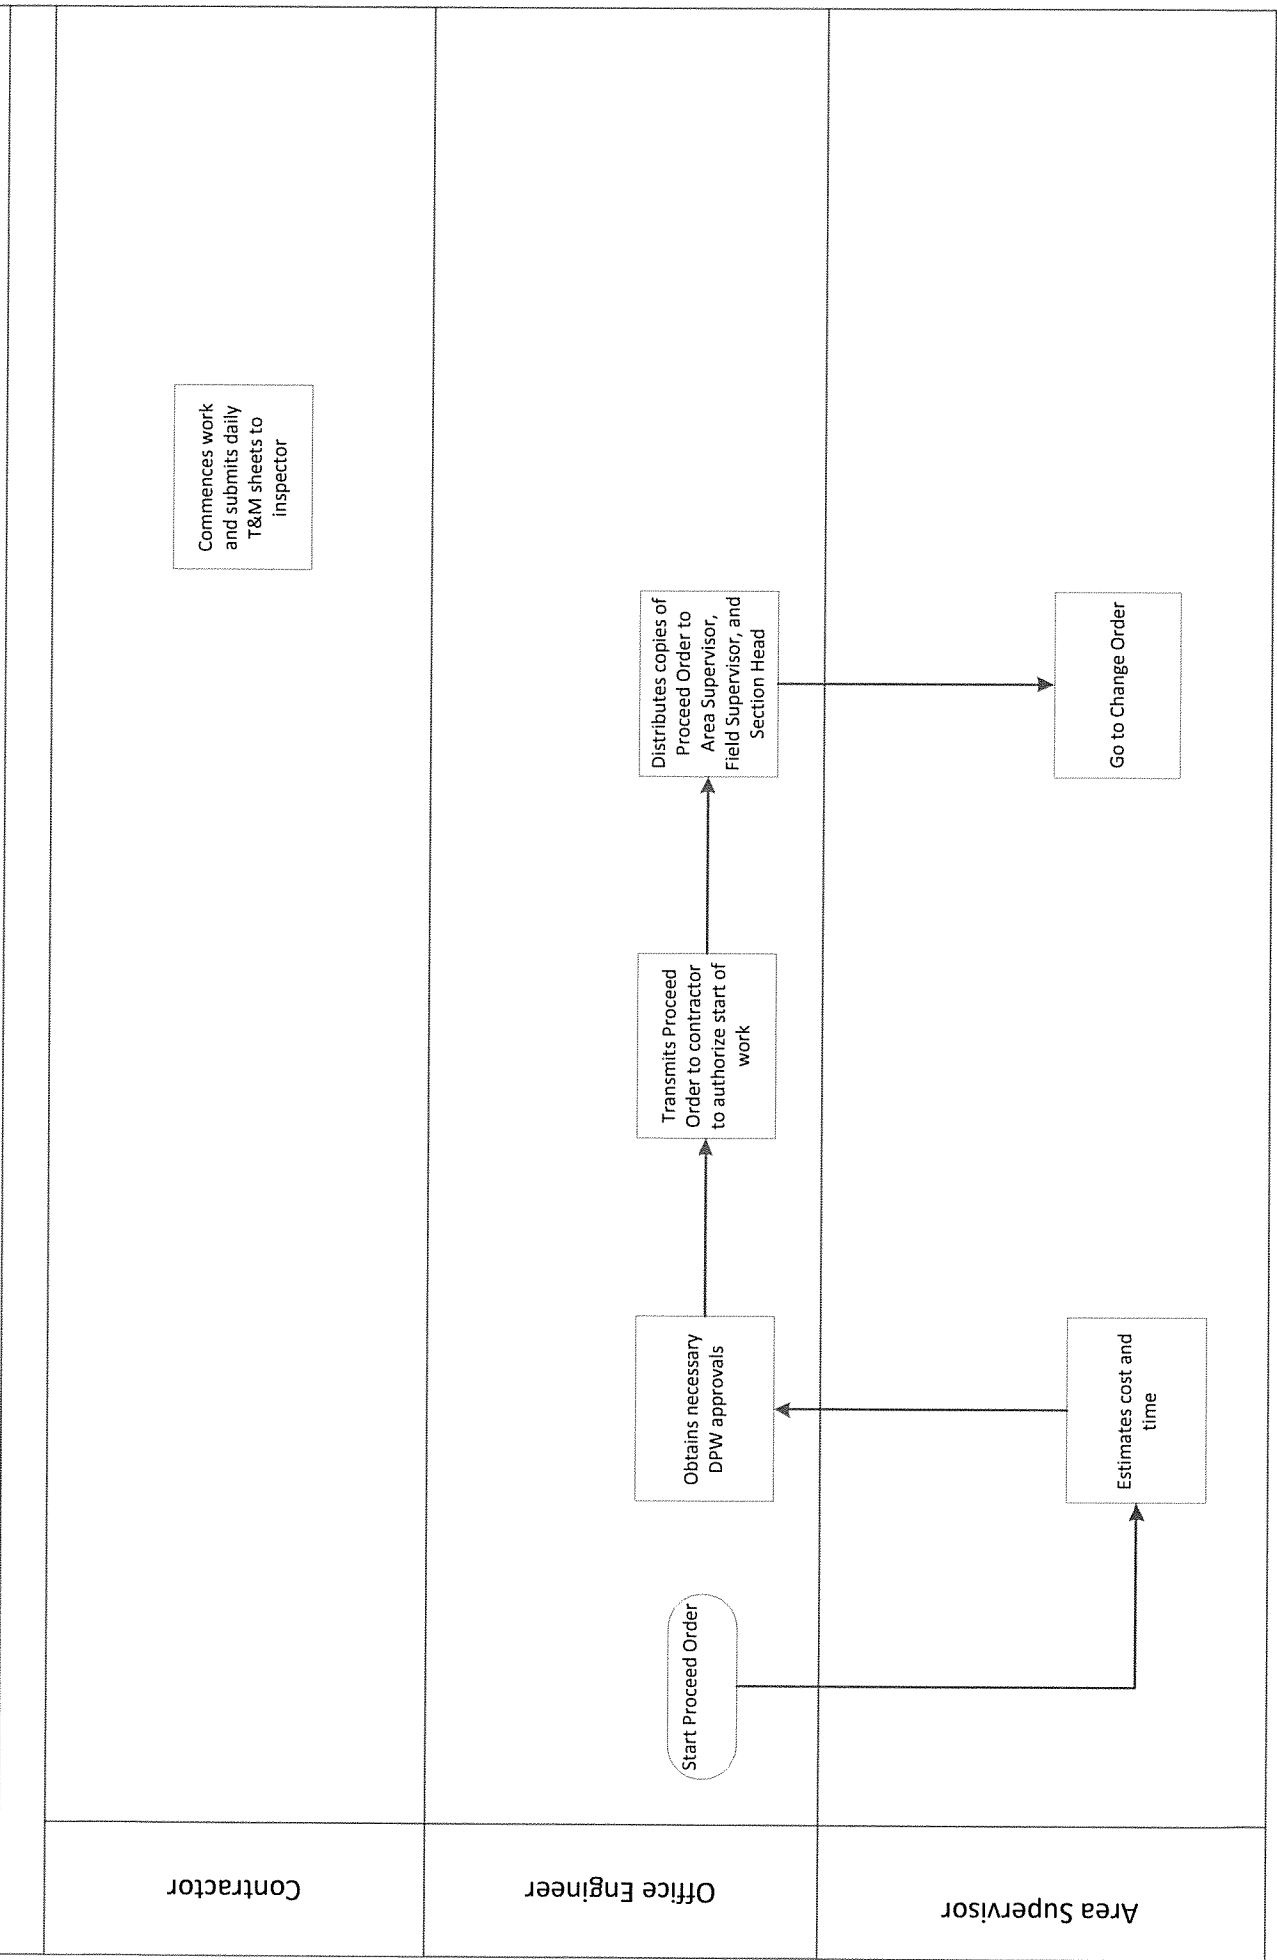 Contractor
Commences work
and submits daily
T&M sheets to
inspector
Office Engineer
Start Proceed Order
Obtains necessary
DPW approvals
Transmits Proceed
Order to contractor
to authorize start of
work
Distributes copies of
Proceed Order to
Area Supervisor,
Field Supervisor, and
Section Head
Area Supervisor
Estimates cost and
time
Go to Change Order